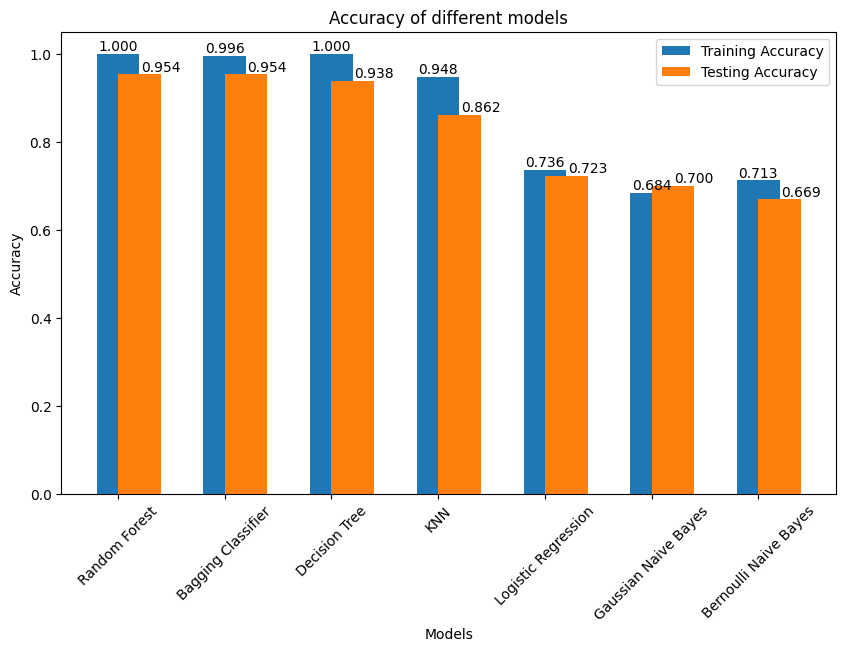 Accuracy of different models
Training Accuracy
Testing Accuracy
1.000
0.954
0.996
0.954
1.000
0.938
0.948
0.862
0.736
0.723
0.684
0.700
0.713
0.669
Accuracy
1.0
0.8
0.6
0.4
0.2
0.0
Random Forest
Bagging Classifier
Decision Tree
KNN
Logistic Regression
Gaussian Naive Bayes
Bernoulli Naive Bayes
Models